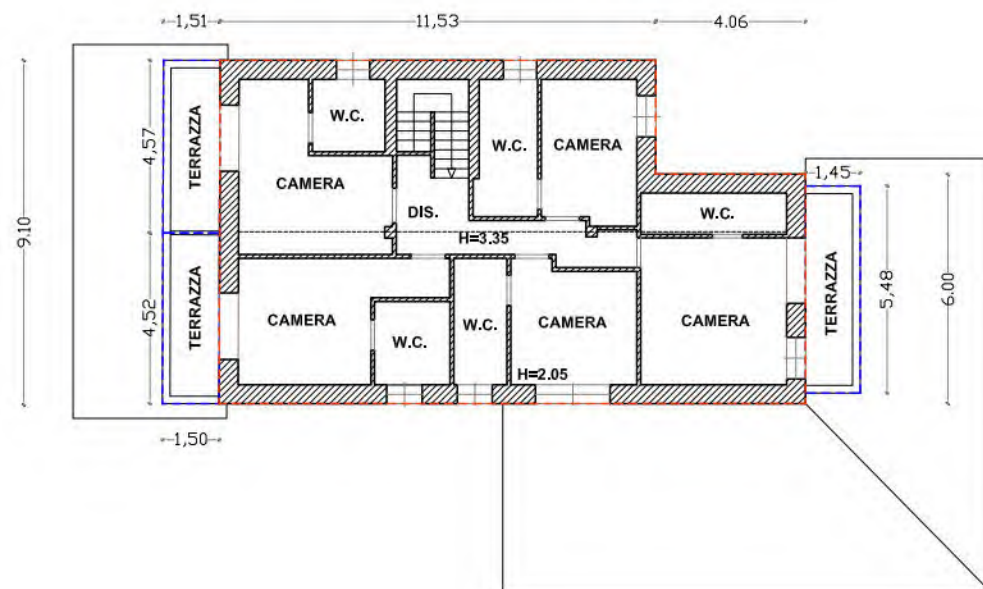 1,51
11,53
4.06
TERRAZZA
W.C.
W.C.
CAMERA
4,57
CAMERA
1,45
DIS.
W.C.
H=3.35
9.10
TERRAZZA
CAMERA
W.C.
W.C.
CAMERA
CAMERA
TERRAZZA
5,48
6.00
4,52
H=2.05
1,50